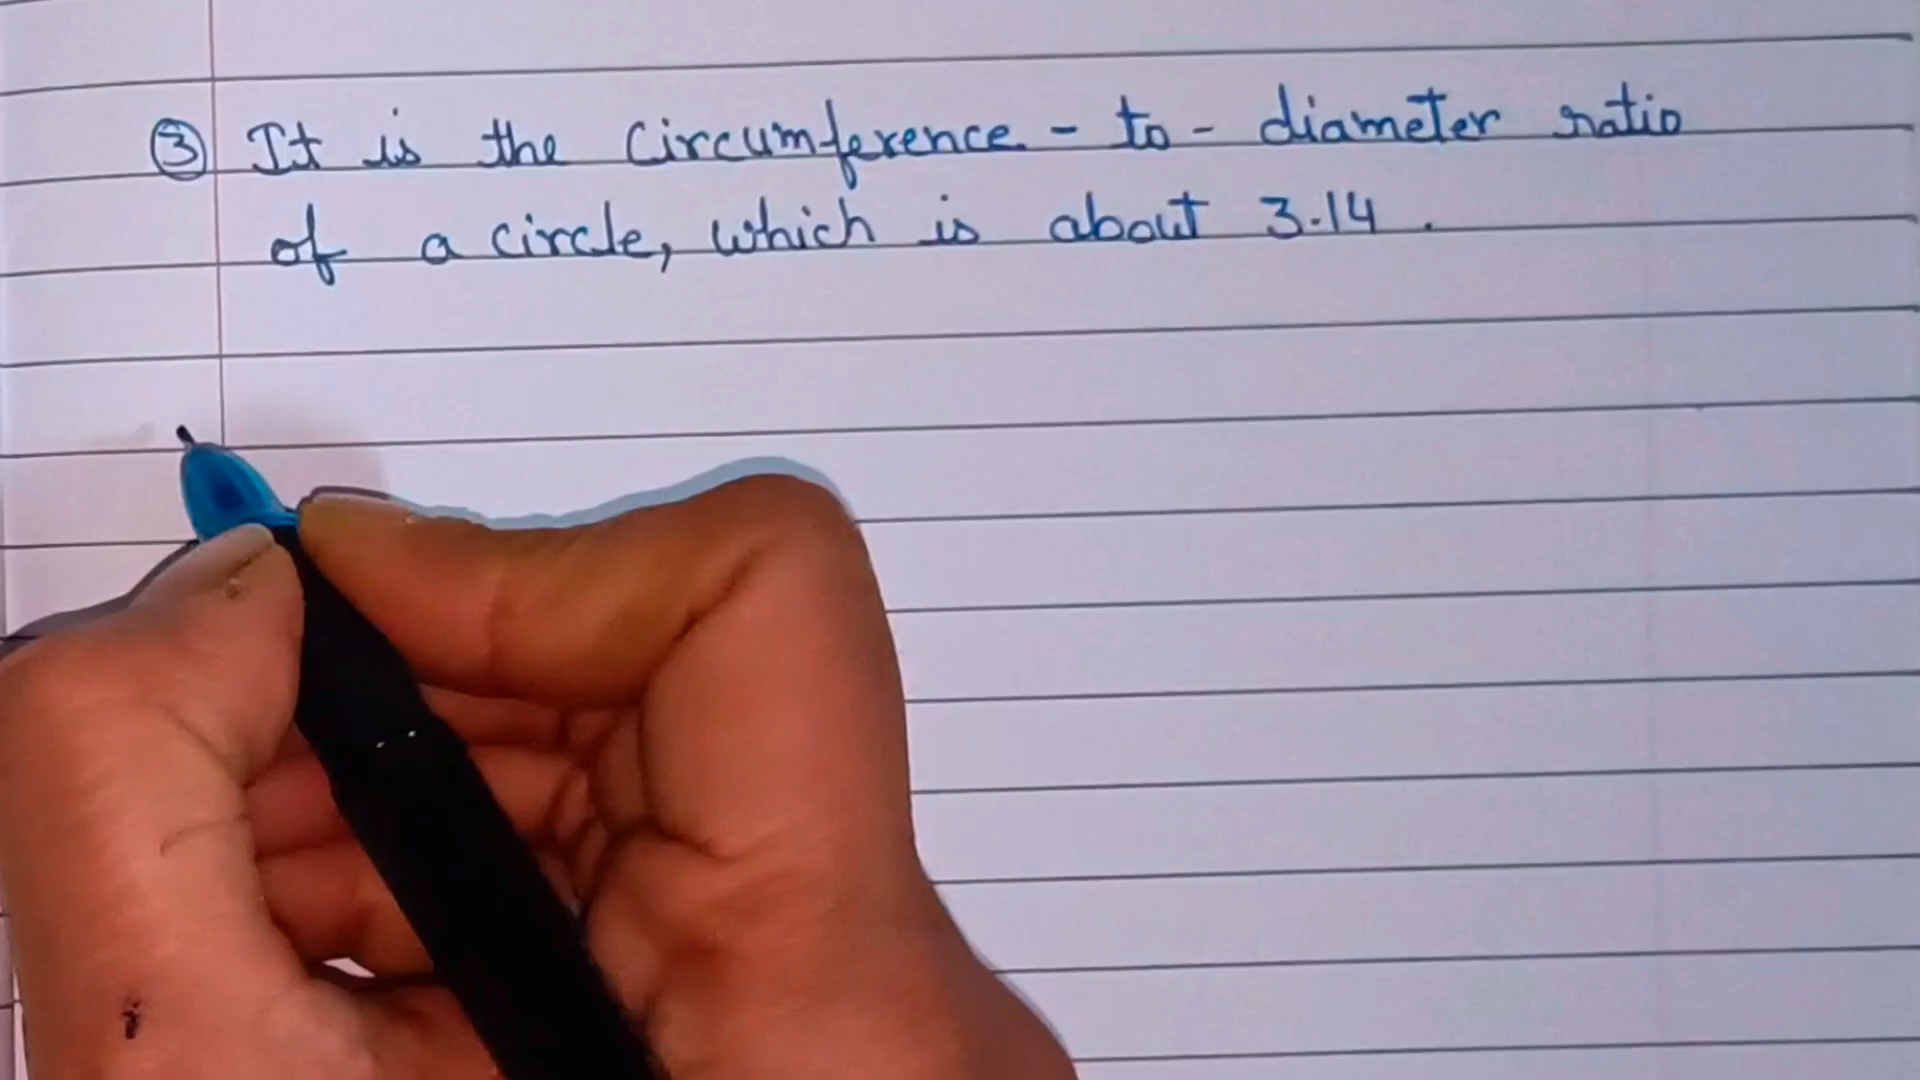 ③ It is the circumference - to - diameter ratio
of a circle, which is about 3.14 .